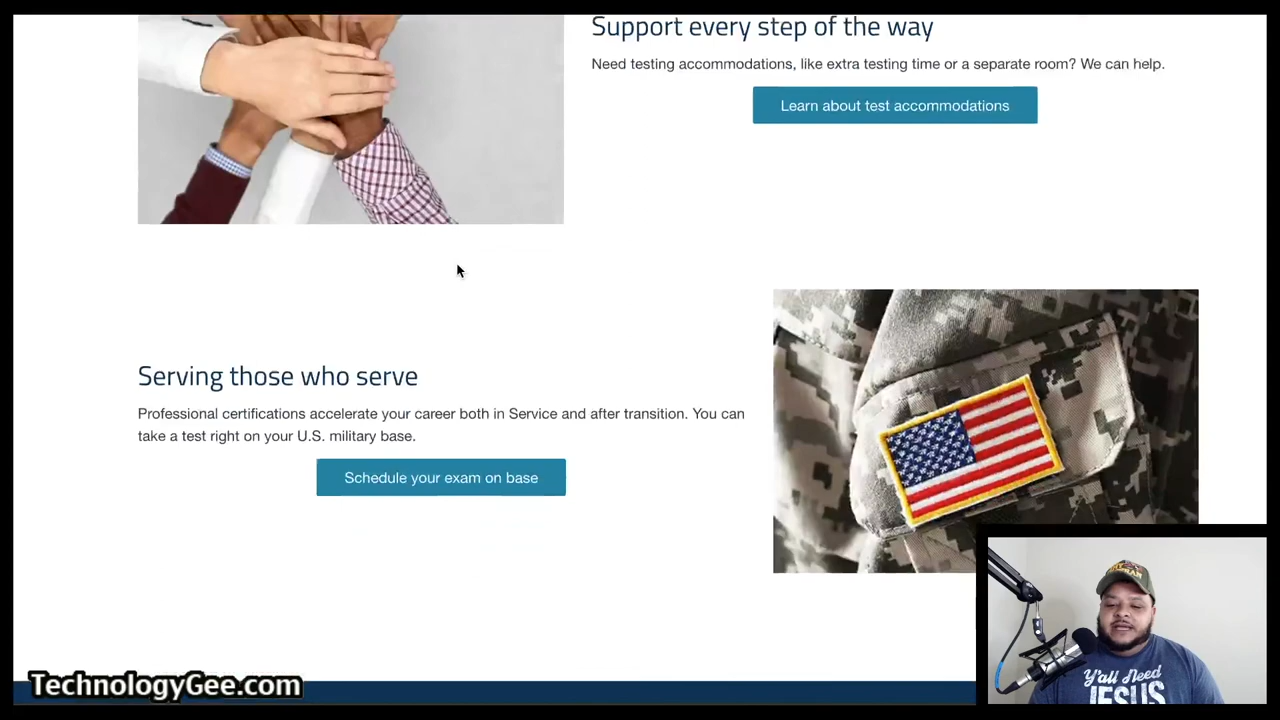 Support every step of the way
Need testing accommodations, like extra testing time or a separate room? We can help.
Learn about test accommodations
Serving those who serve
Professional certifications accelerate your career both in Service and after transition. You can
take a test right on your U.S. military base.
Schedule your exam on base
TechnologyGee.com
Y'all Need
JESUS